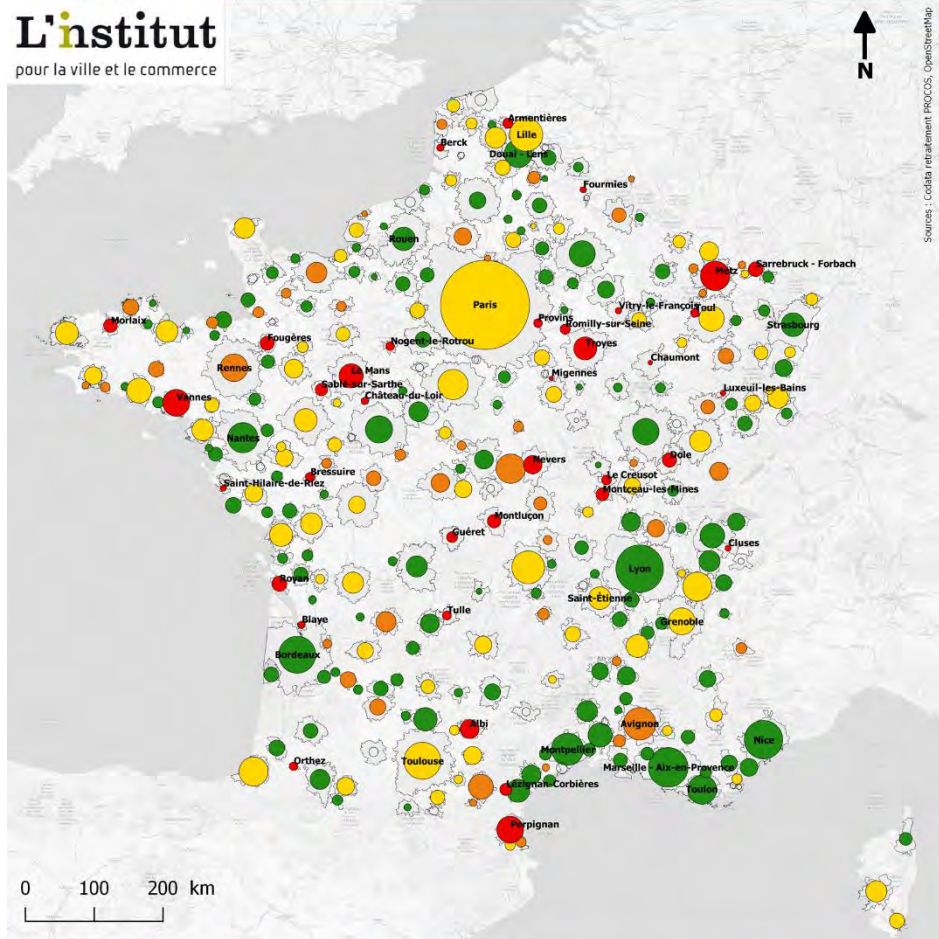 L'institut
pour la ville et le commerce
N
Sources : Codata retraitement PROCOS, OpenStreetMap
Armentières
Lille
Berck
Douai - Lens
Fourmies
Rouen
Metz
Sarrebruck - Forbach
Paris
Vitry-le-François
Toul
Morlaix
Provins
Romilly-sur-Seine
Strasbourg
Fougères
Nogent-le-Rotrou
Troyes
Chaumont
Rennes
Le Mans
Migennes
Sablé-sur-Sarthe
Château-du-Loir
Luxeuil-les-Bains
Vannes
Nantes
Nevers
Dole
Bressuire
Le Creusot
Saint-Hilaire-de-Riez
Montceau-les-Mines
Montluçon
Guéret
Cluses
Lyon
Royan
Saint-Étienne
Tulle
Blaye
Grenoble
Bordeaux
Albi
Avignon
Nice
Montpellier
Orthez
Toulouse
Marseille - Aix-en-Provence
Lézignan-Corbières
Toulon
Perpignan
0 100 200 km